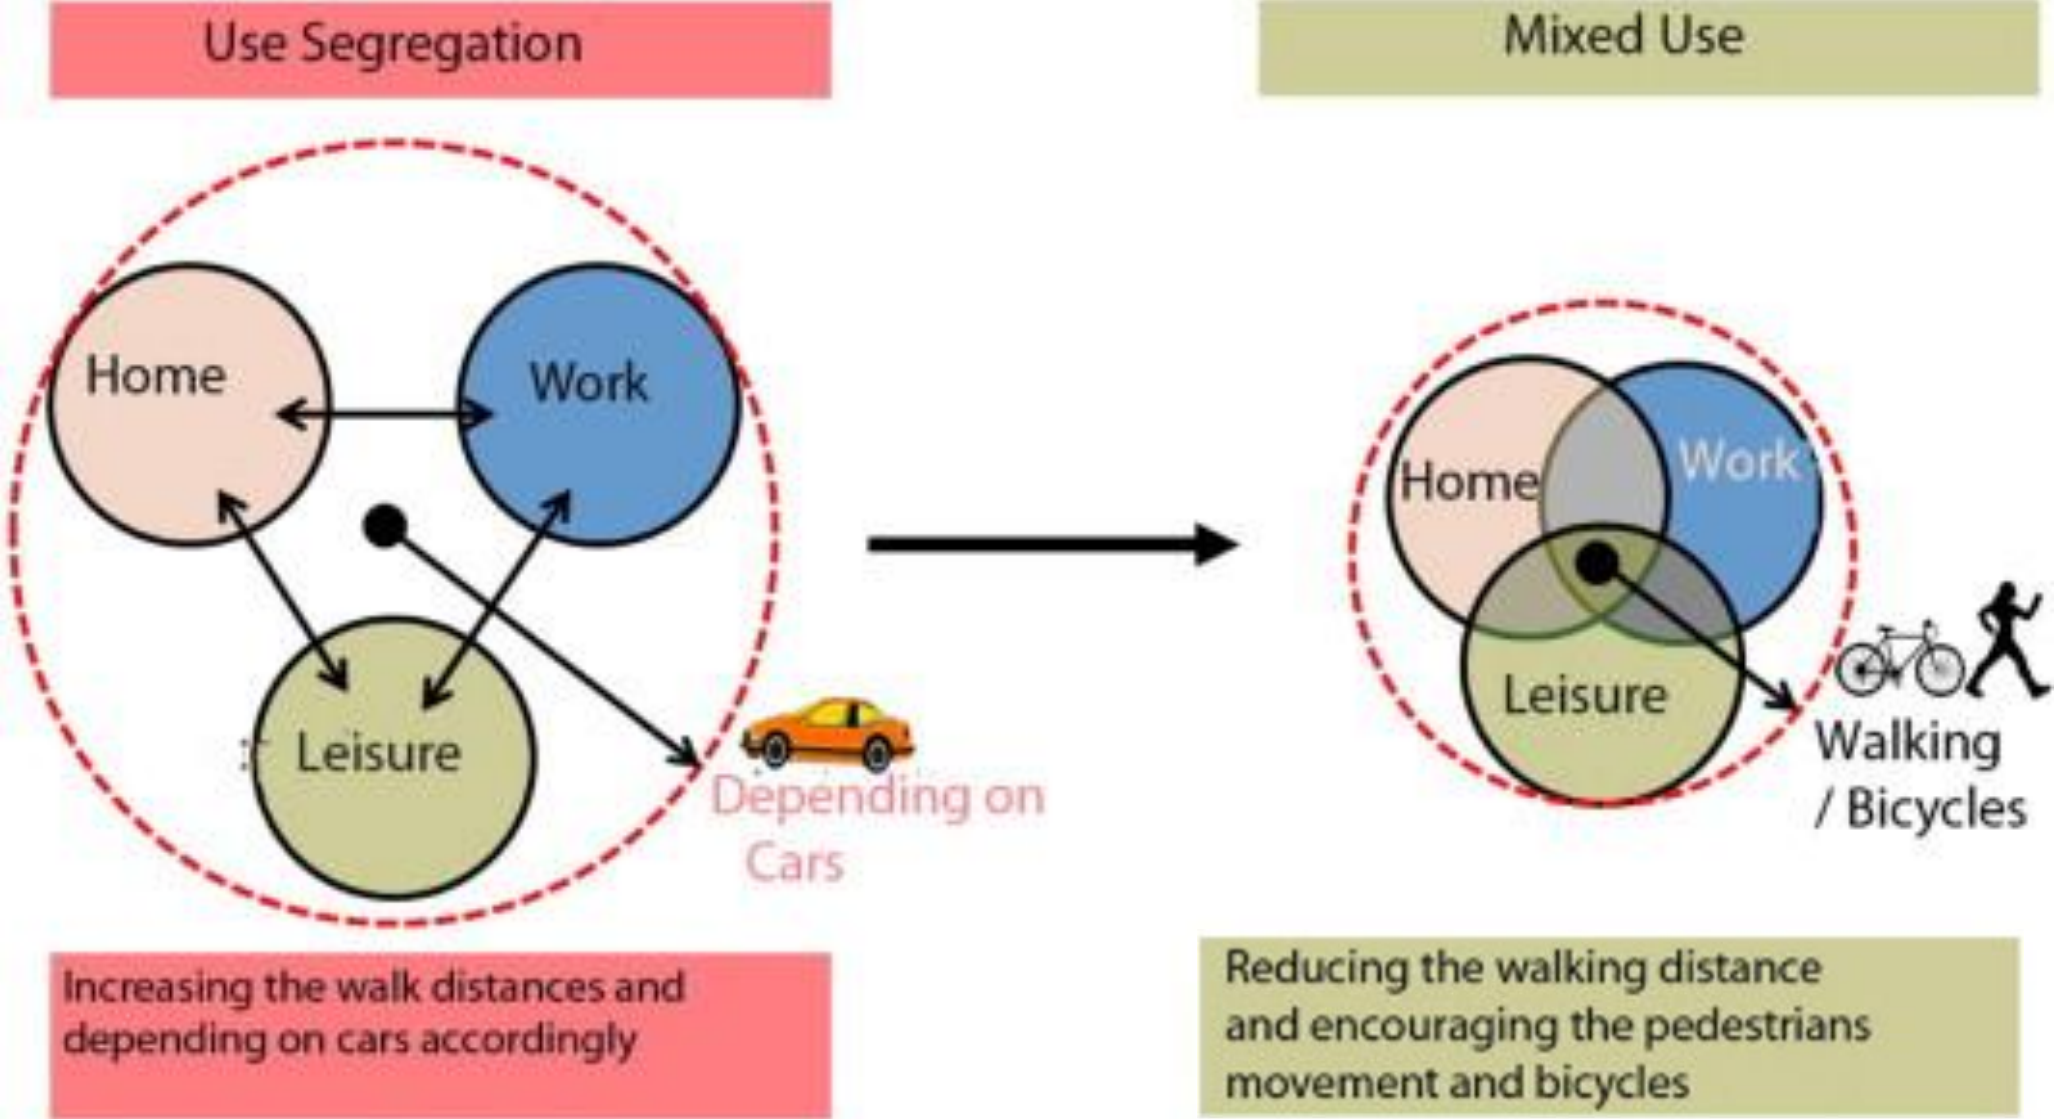 Use Segregation
Mixed Use
Home
Work
Leisure
Depending on
Cars
Home
Work
Leisure
Walking
/ Bicycles
Increasing the walk distances and
depending on cars accordingly
Reducing the walking distance
and encouraging the pedestrians
movement and bicycles